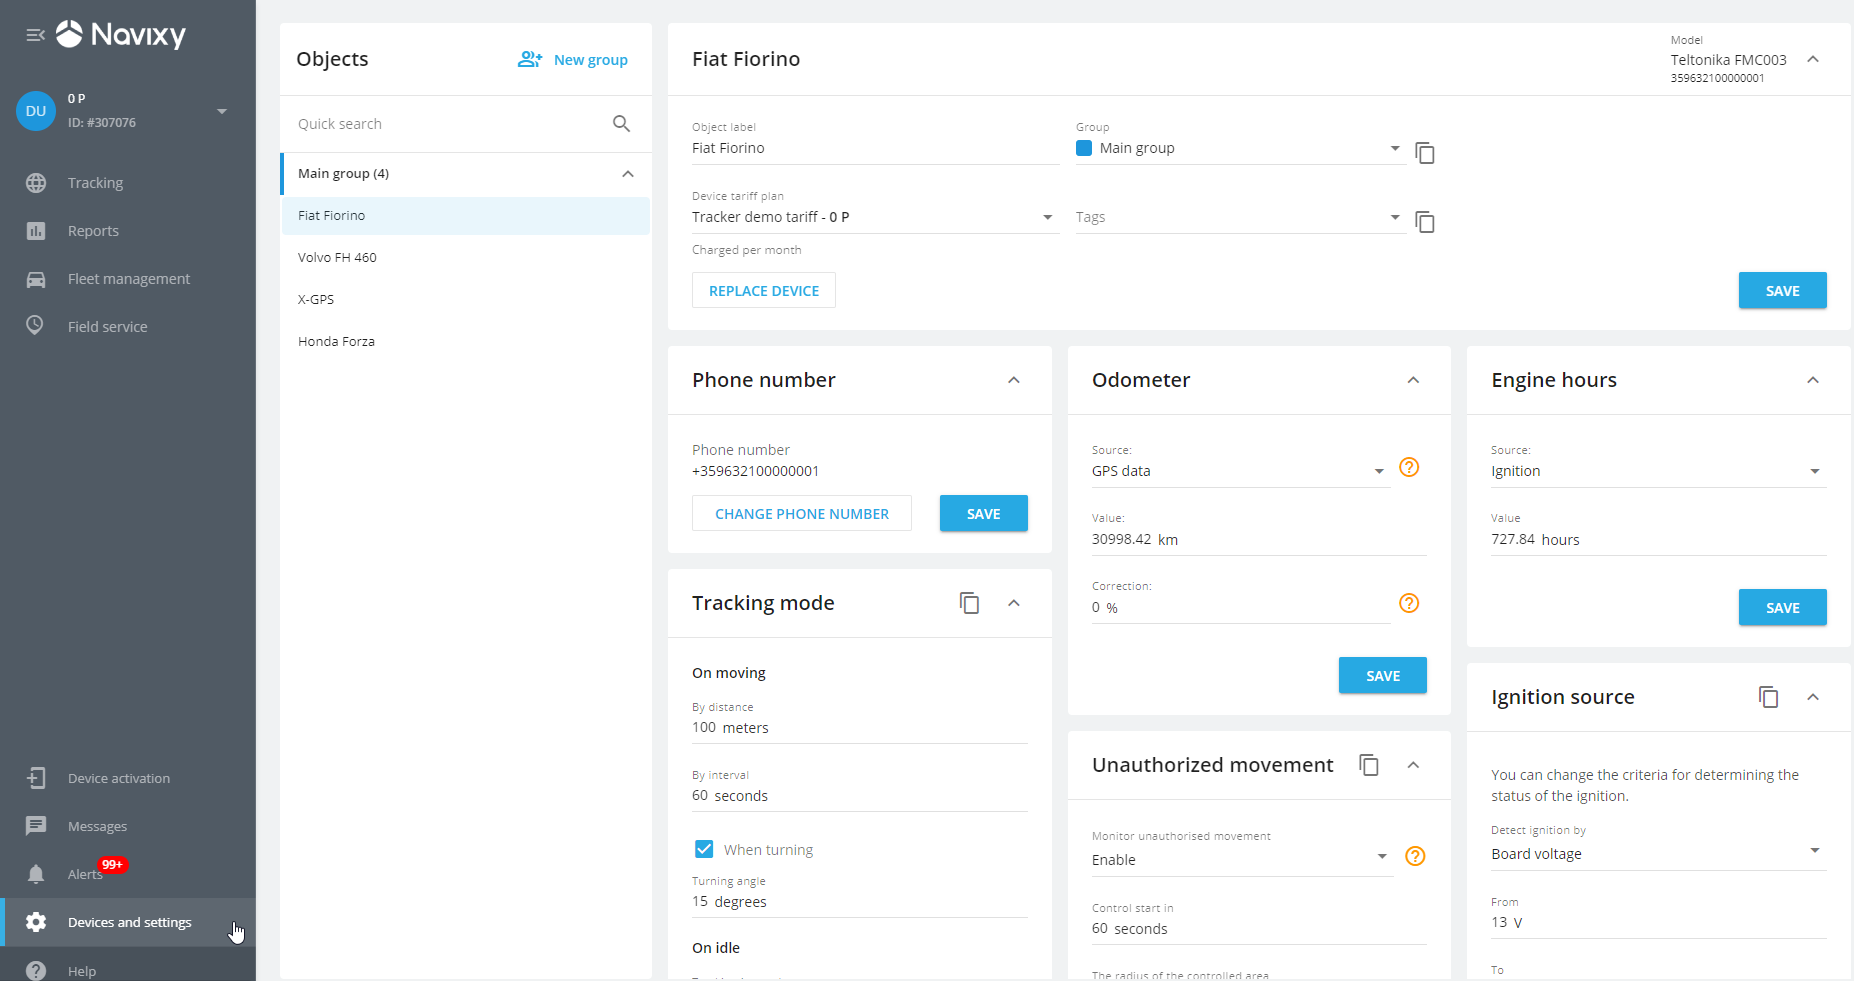 Navixy
DU
0 P
ID: #307076
Tracking
Reports
Fleet management
Field service
Device activation
Messages
Alerts
99+
Devices and settings
Help
Objects
New group
Quick search
Main group (4)
Fiat Fiorino
Volvo FH 460
X-GPS
Honda Forza
Fiat Fiorino
Model
Teltonika FMC003
359632100000001
Object label
Fiat Fiorino
Group
Main group
Device tariff plan
Tracker demo tariff - 0 P
Tags
Charged per month
REPLACE DEVICE
SAVE
Phone number
Phone number
+359632100000001
CHANGE PHONE NUMBER
SAVE
Tracking mode
On moving
By distance
100 meters
By interval
60 seconds
When turning
Turning angle
15 degrees
On idle
Odometer
Source:
GPS data
Value:
30998.42 km
Correction:
0 %
SAVE
Unauthorized movement
Monitor unauthorised movement
Enable
Control start in
60 seconds
The radius of the controlled area
Engine hours
Source:
Ignition
Value
727.84 hours
SAVE
Ignition source
You can change the criteria for determining the
status of the ignition.
Detect ignition by
Board voltage
From
13 V
To